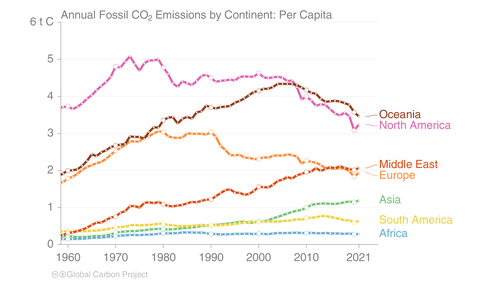 Annual Fossil CO₂ Emissions by Continent: Per Capita
6 t C
5
4
3
2
1
0
Oceania
North America
Middle East
Europe
Asia
South America
Africa
1960 1970 1980 1990 2000 2010 2021
Global Carbon Project